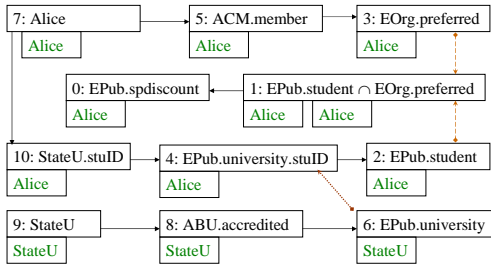 7: Alice 5: ACM.member 3: EOrg.preferred
Alice Alice Alice
0: EPub.spdiscount 1: EPub.student ∩ EOrg.preferred
Alice Alice Alice
10: StateU.stuID 4: EPub.university.stuID 2: EPub.student
Alice Alice Alice
9: StateU 8: ABU.accredited 6: EPub.university
StateU StateU StateU